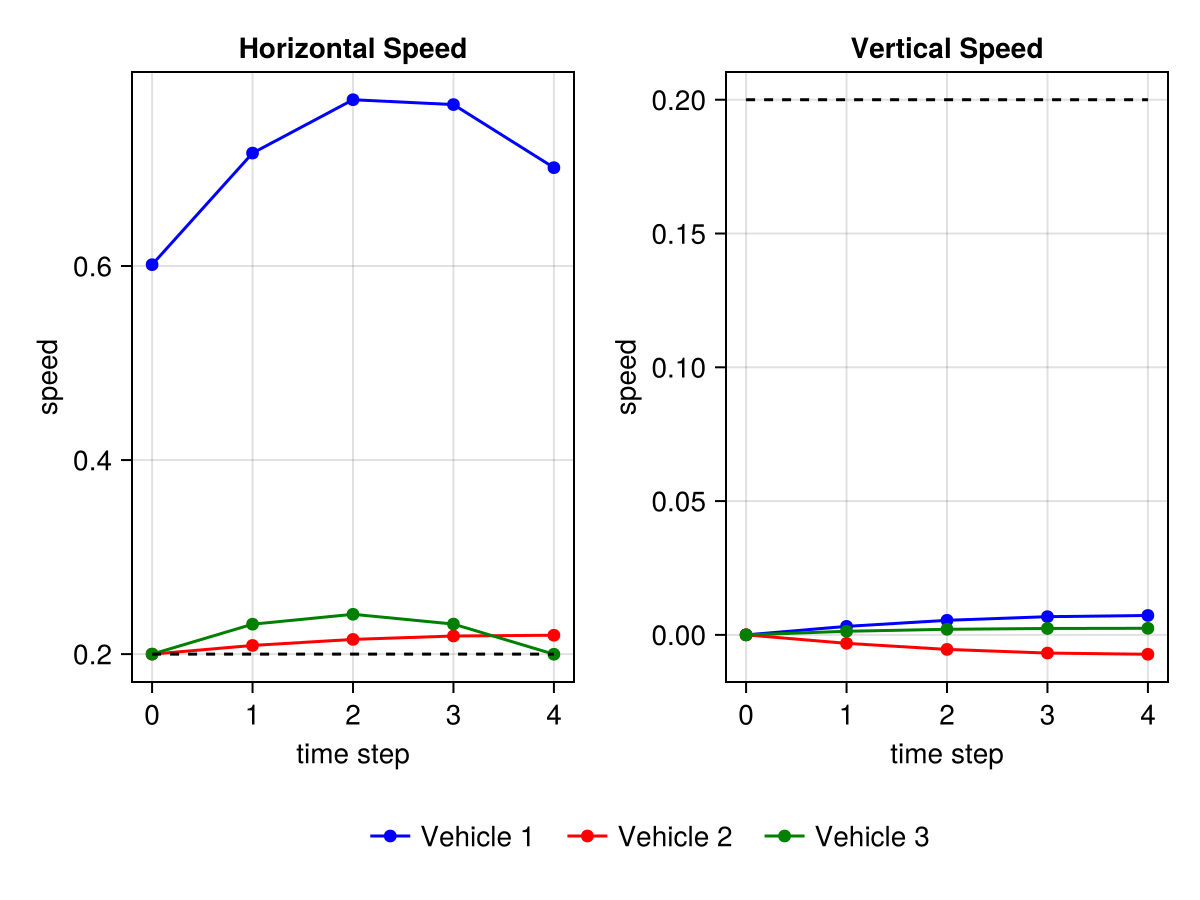 Horizontal Speed
speed
0.6
0.4
0.2
0 1 2 3 4
time step
Vertical Speed
speed
0.20
0.15
0.10
0.05
0.00
0 1 2 3 4
time step
Vehicle 1 Vehicle 2 Vehicle 3